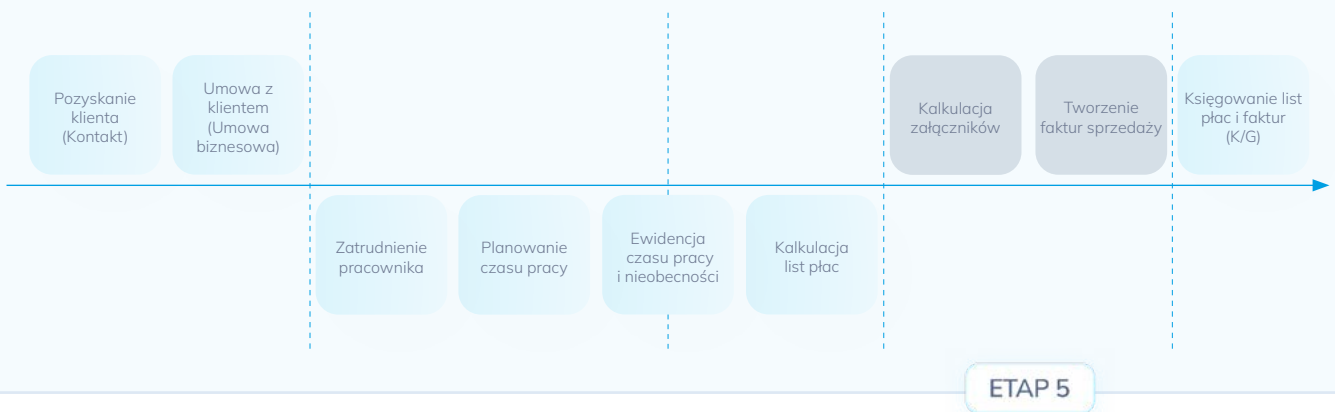 Pozyskanie
klienta
(Kontakt)
Umowa z
klientem
(Umowa
biznesowa)
Kalkulacja
załączników
Tworzenie
faktur sprzedaży
Księgowanie list
płac i faktur
(K/G)
Zatrudnienie
pracownika
Planowanie
czasu pracy
Ewidencja
czasu pracy
i nieobecności
Kalkulacja
list płac
ETAP 5